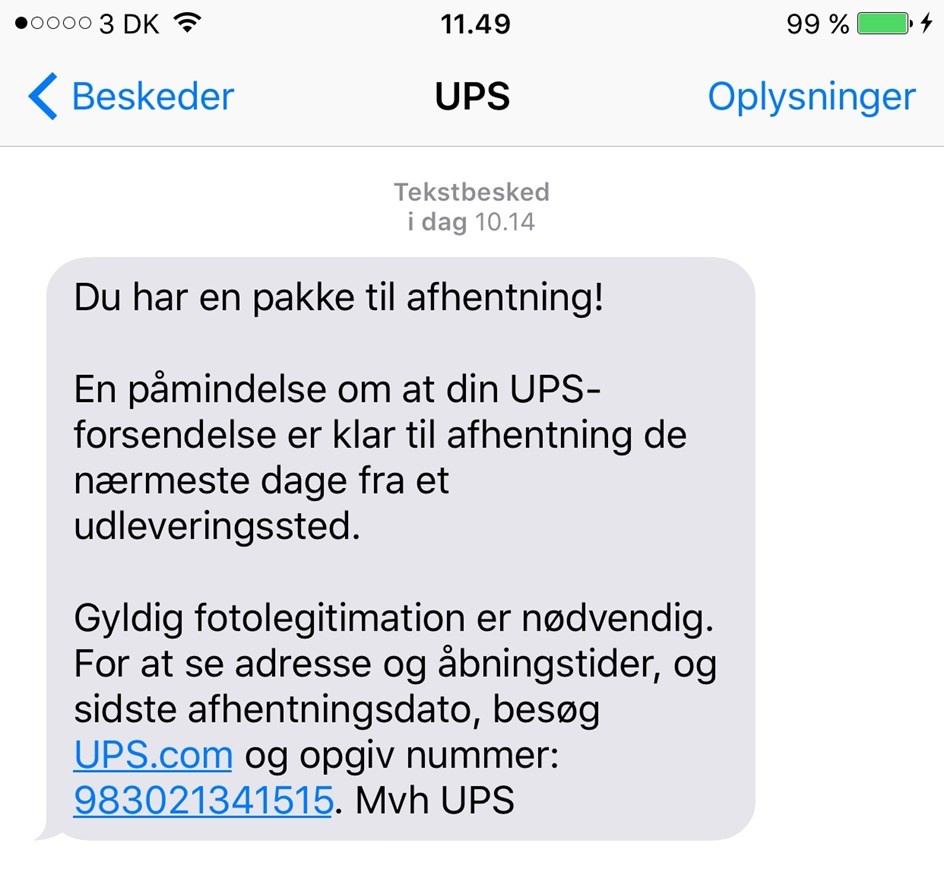 3 DK 11.49 99 %
Beskeder UPS Oplysninger
Tekstbesked
i dag 10.14
Du har en pakke til afhentning!
En påmindelse om at din UPS-
forsendelse er klar til afhentning de
nærmeste dage fra et
udleveringssted.
Gyldig fotolegitimation er nødvendig.
For at se adresse og åbningstider, og
sidste afhentningsdato, besøg
UPS.com og opgiv nummer:
983021341515. Mvh UPS